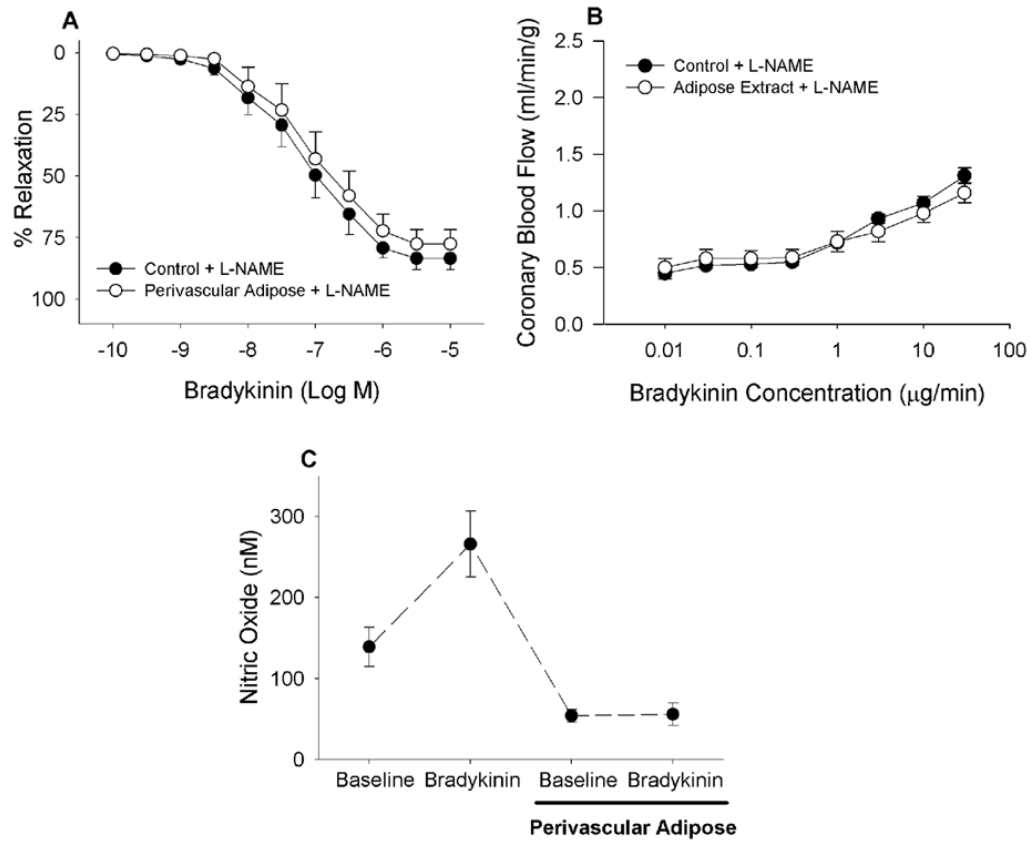 A
% Relaxation
0
25
50
75
100
Control + L-NAME
Perivascular Adipose + L-NAME
-10 -9 -8 -7 -6 -5
Bradykinin (Log M)
B
Coronary Blood Flow (ml/min/g)
2.5
2.0
1.5
1.0
0.5
0.0
Control + L-NAME
Adipose Extract + L-NAME
0.01 0.1 1 10 100
Bradykinin Concentration (μg/min)
C
Nitric Oxide (nM)
300
200
100
0
Baseline Bradykinin Baseline Bradykinin
Perivascular Adipose